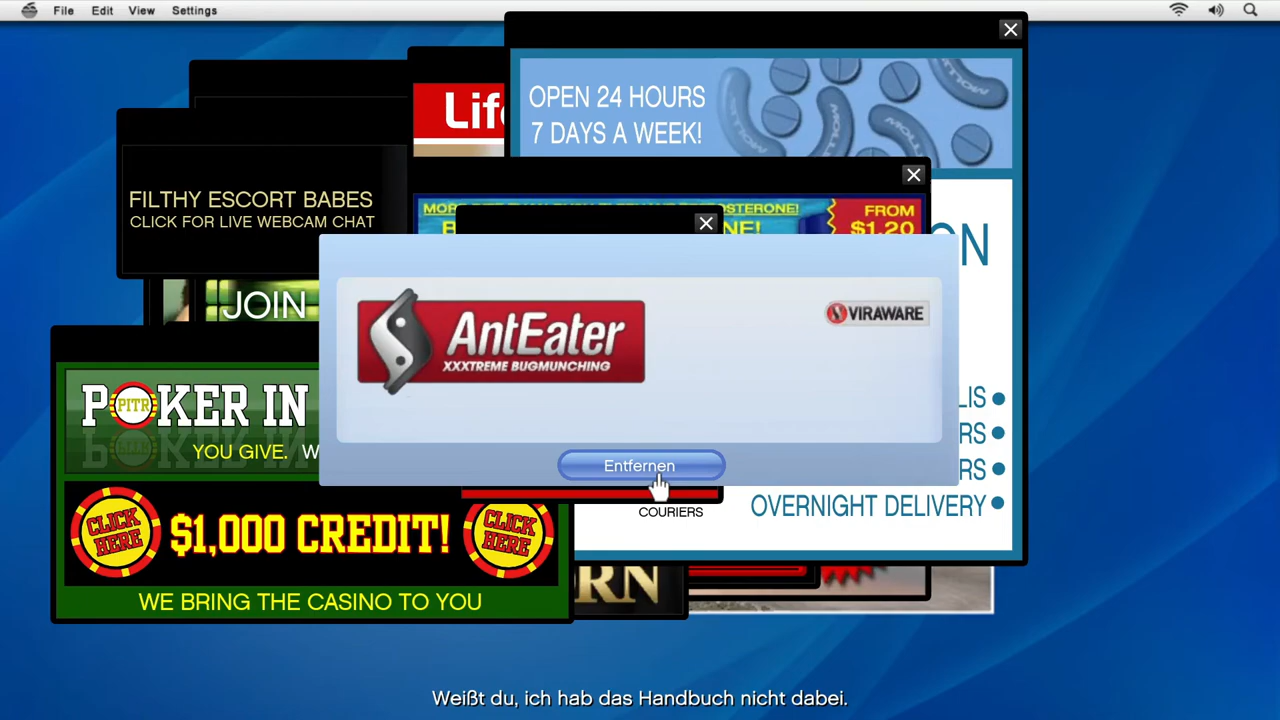 File Edit View Settings
OPEN 24 HOURS
7 DAYS A WEEK!
FILTHY ESCORT BABES
CLICK FOR LIVE WEBCAM CHAT
FROM
$1.20
JOIN
AntEater
XXXTREME BUGMUNCHING
VIRAWARE
POKER IN
PITR
YOU GIVE. W
Entfernen
COURIERS
OVERNIGHT DELIVERY
CLICK
HERE
$1,000 CREDIT!
CLICK
HERE
WE BRING THE CASINO TO YOU
Weißt du, ich hab das Handbuch nicht dabei.